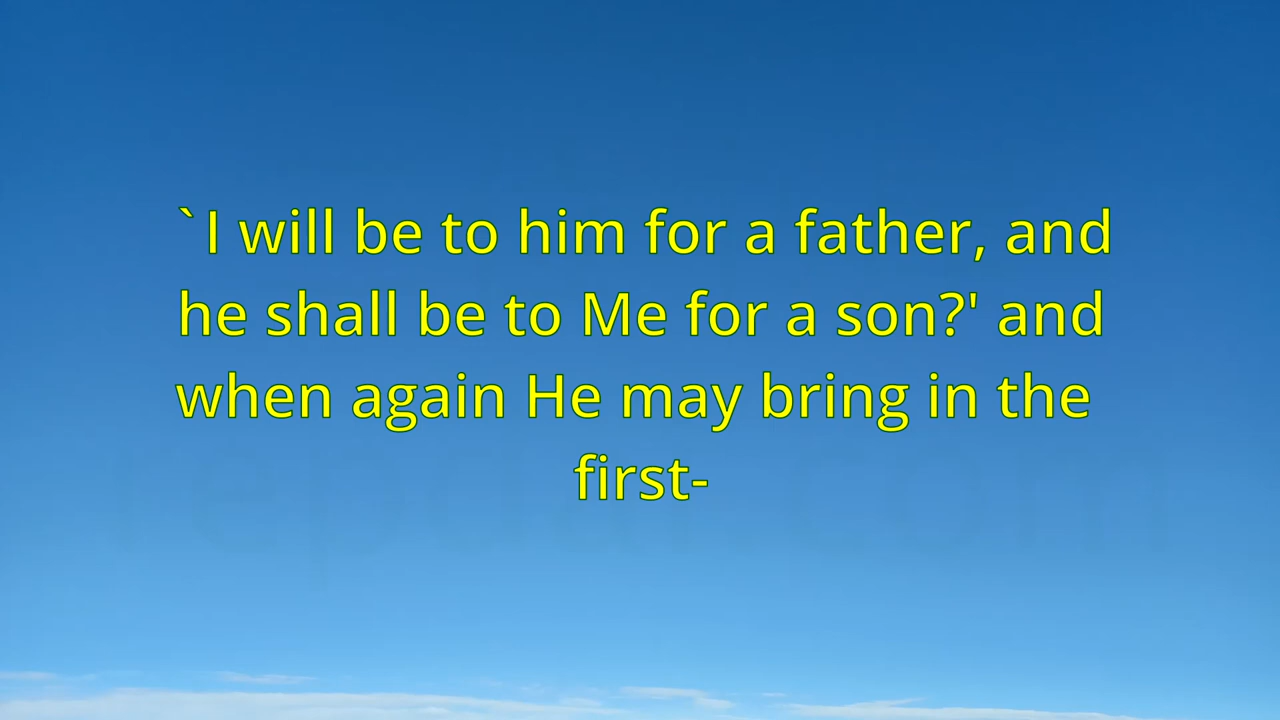 `I will be to him for a father, and
he shall be to Me for a son?' and
when again He may bring in the
first-